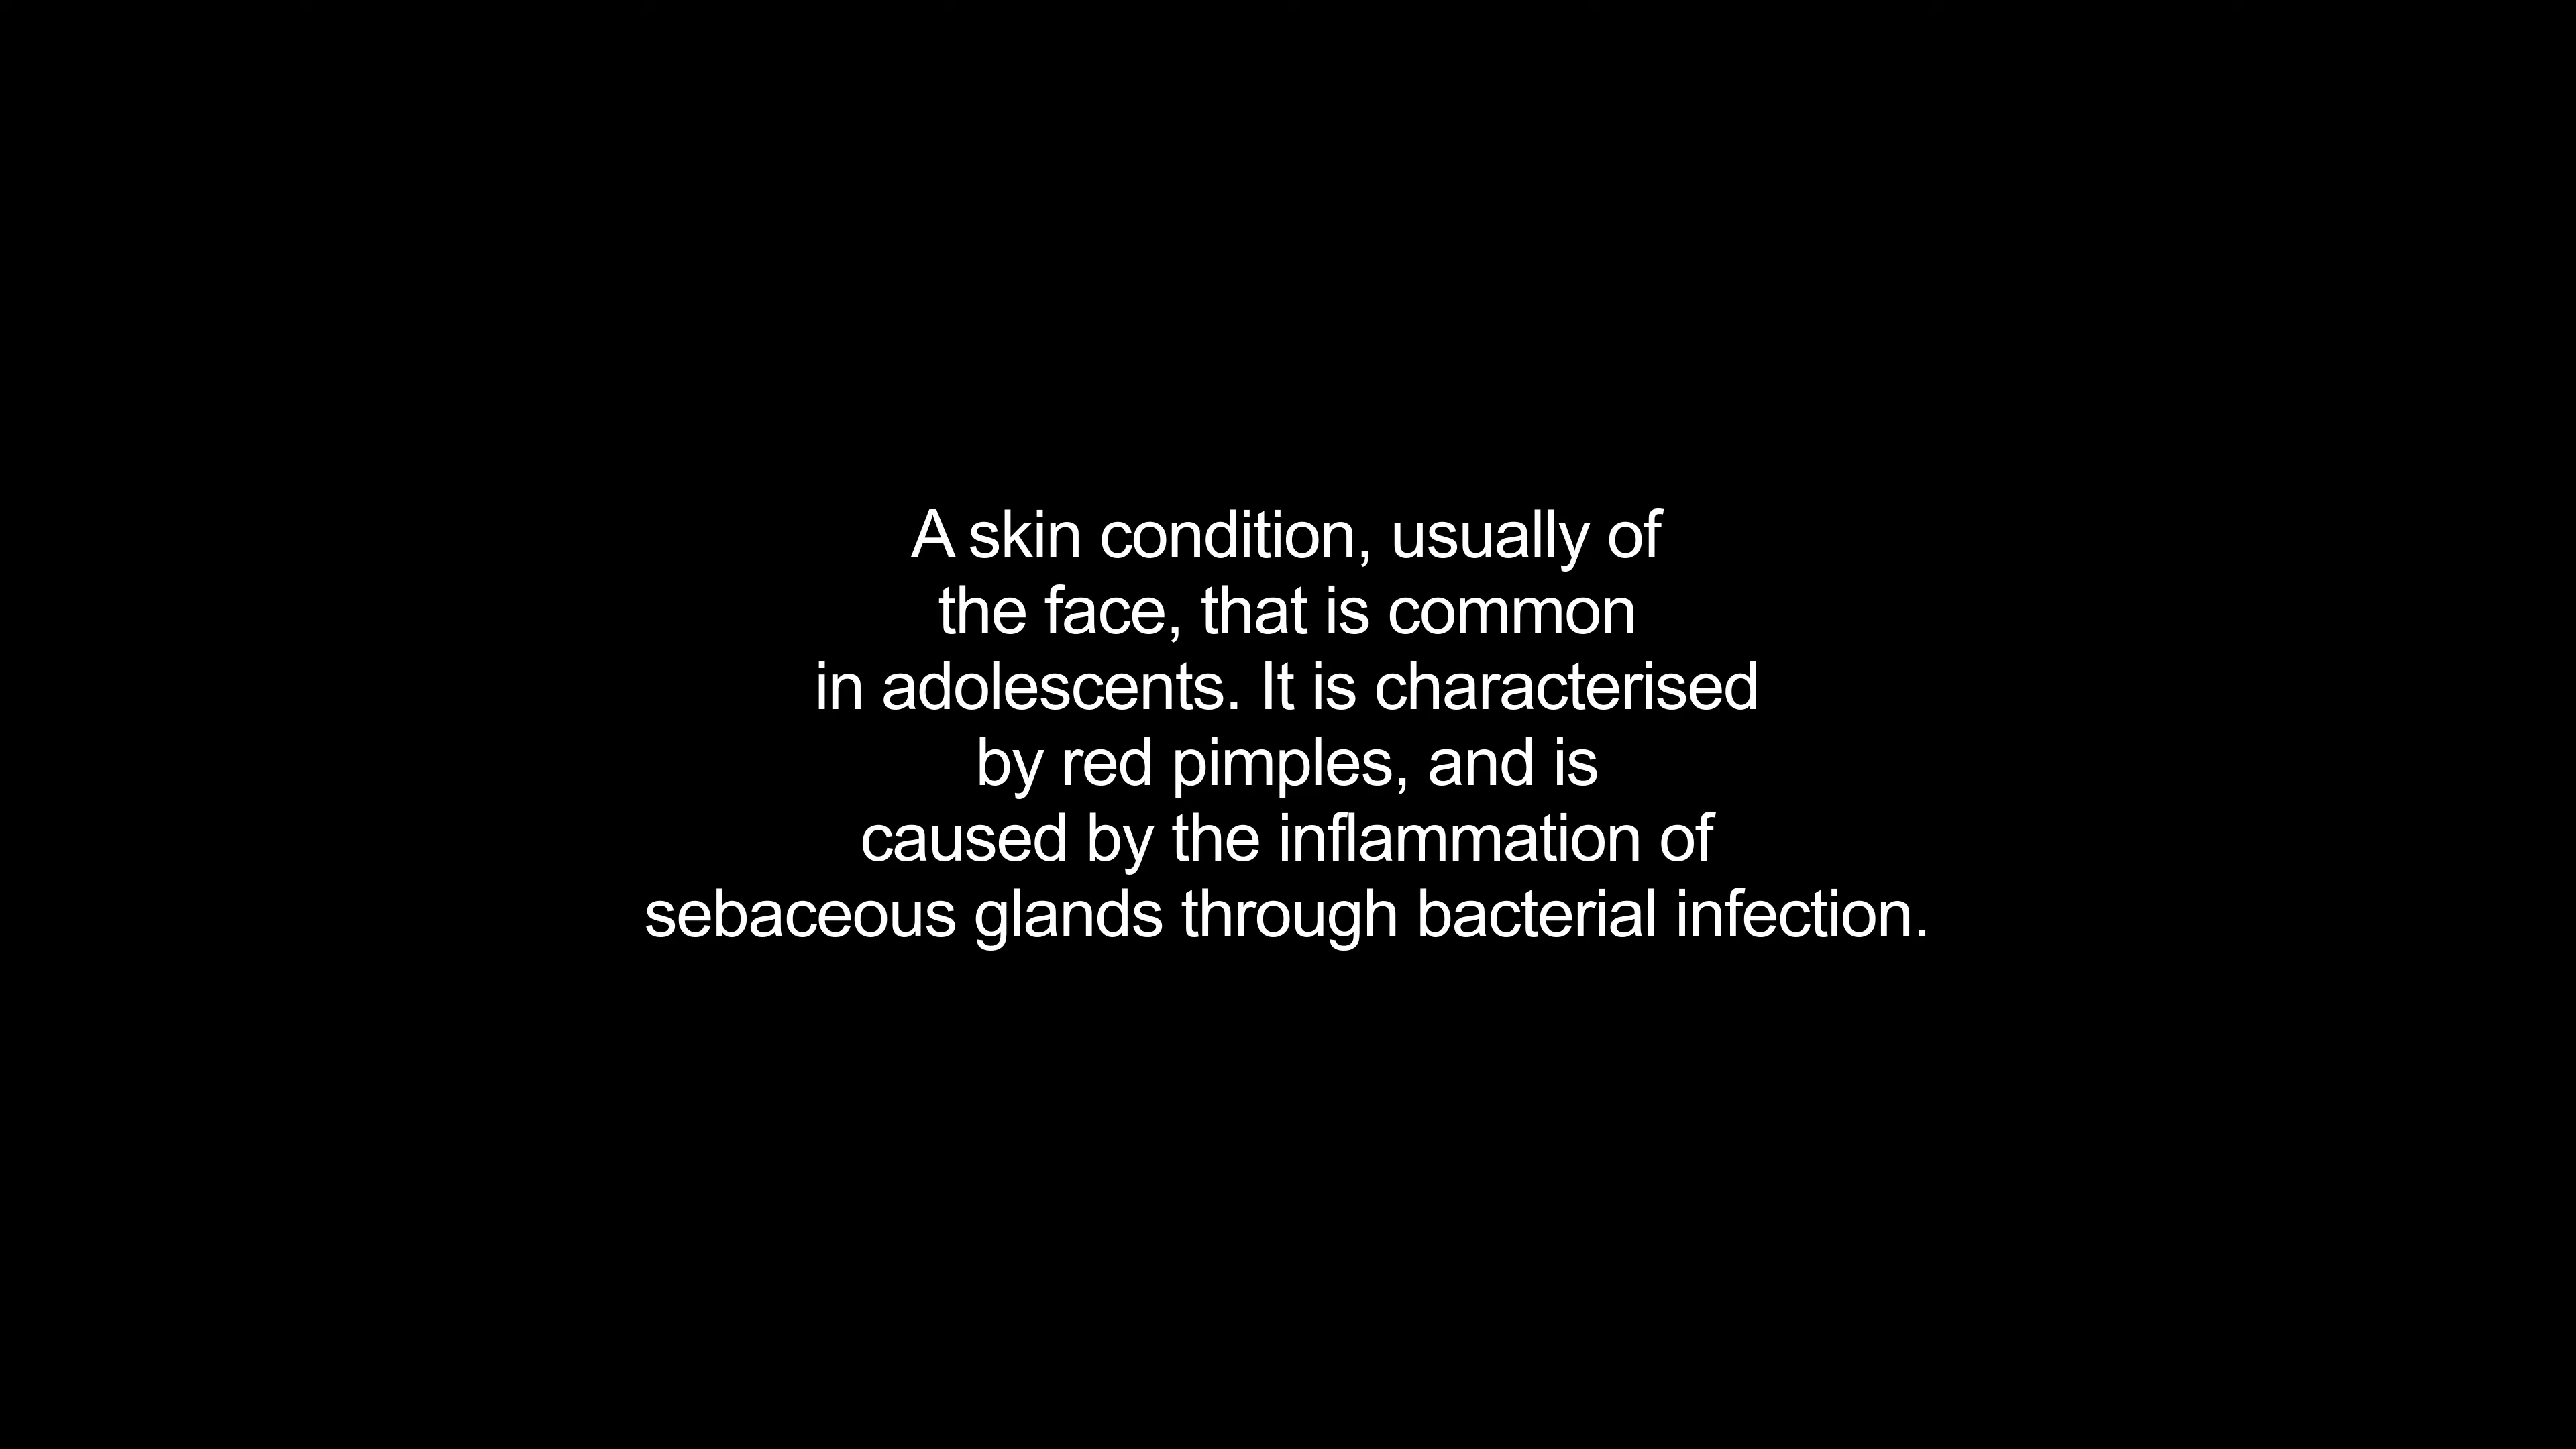 A skin condition, usually of
the face, that is common
in adolescents. It is characterised
by red pimples, and is
caused by the inflammation of
sebaceous glands through bacterial infection.